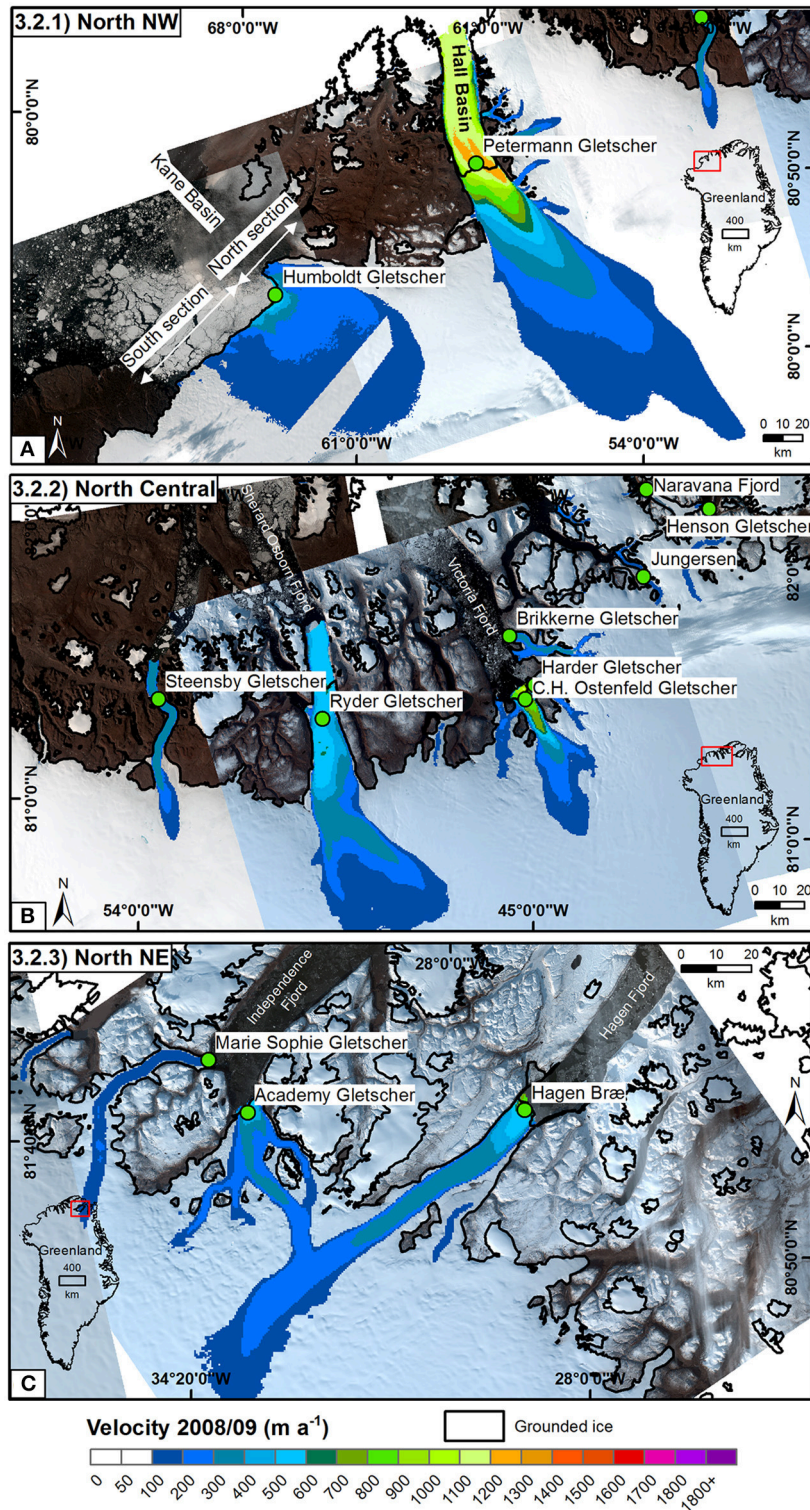 3.2.1) North NW
68°0'0"W
61°0'0"W
80°0'0"N
Hall Basin
Petermann Gletscher
80°50'0"N
Kane Basin
North section
Humboldt Gletscher
South section
Greenland
400
km
80°0'0"N
N
A
61°0'0"W
54°0'0"W
0 10 20
km
3.2.2) North Central
Sherard Osborn Fjord
Victoria Fjord
Naravana Fjord
Henson Gletscher
Jungersen
82°0'0"N
Brikkerne Gletscher
Harder Gletscher
Steensby Gletscher
C.H. Ostenfeld Gletscher
Ryder Gletscher
81°0'0"N
Greenland
400
km
81°0'0"N
N
B
54°0'0"W
45°0'0"W
0 10 20
km
3.2.3) North NE
28°0'0"W
0 10 20
km
N
Independence
Fjord
Hagen Fjord
Marie Sophie Gletscher
Academy Gletscher
Hagen Bræ
81°40'0"N
Greenland
400
km
80°50'0"N
C
34°20'0"W
28°0'0"W
Velocity 2008/09 (m a-1)
Grounded ice
0 50 100 200 300 400 500 600 700 800 900 1000 1100 1200 1300 1400 1500 1600 1700 1800 1800+